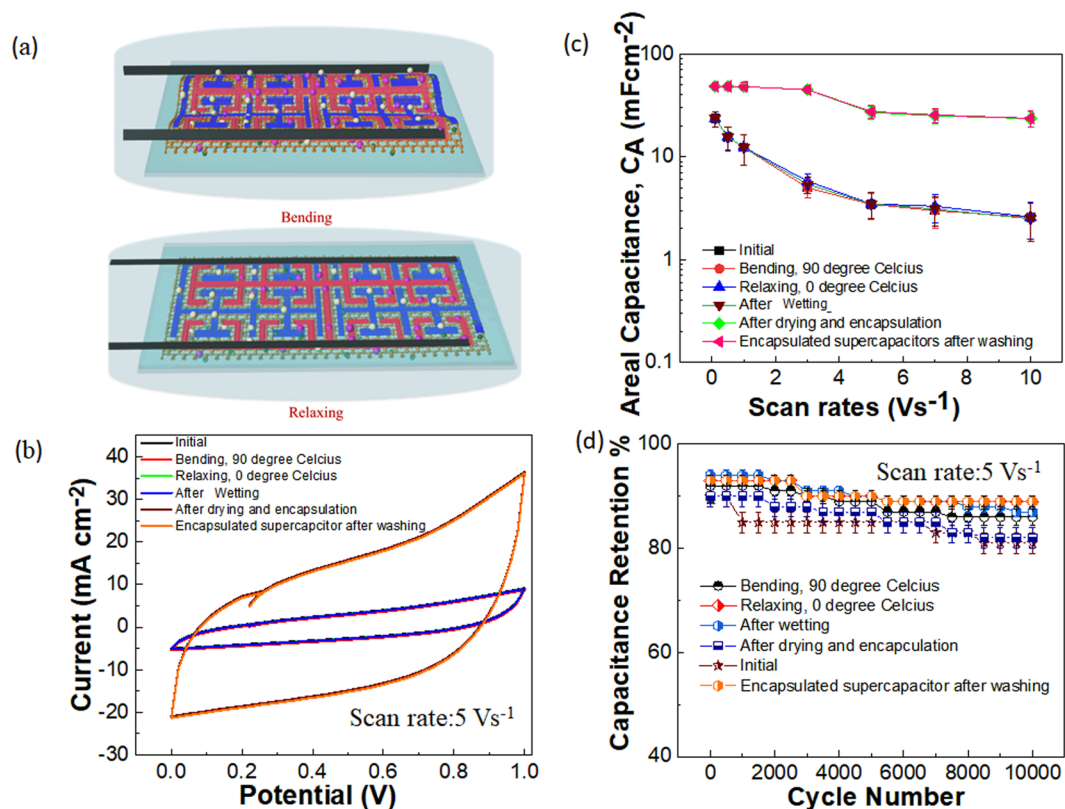 (a)
Bending
Relaxing
(b)
40
30
20
10
0
-10
-20
-30
Current (mA cm-2)
Initial
Bending, 90 degree Celcius
Relaxing, 0 degree Celcius
After Wetting
After drying and encapsulation
Encapsulated supercapcitor after washing
Scan rate:5 Vs-1
0.0 0.2 0.4 0.6 0.8 1.0
Potential (V)
(c)
Areal Capacitance, CA (mFcm-2)
100
10
1
0.1
Initial
Bending, 90 degree Celcius
Relaxing, 0 degree Celcius
After Wetting_
After drying and encapsulation
Encapsulated supercapacitors after washing
0 2 4 6 8 10
Scan rates (Vs-1)
(d)
Capacitance Retention %
100
80
60
40
Scan rate:5 Vs-1
Bending, 90 degree Celcius
Relaxing, 0 degree Celcius
After wetting
After drying and encapculation
Initial
Encapsulated supercapacitor after washing
0 2000 4000 6000 8000 10000
Cycle Number